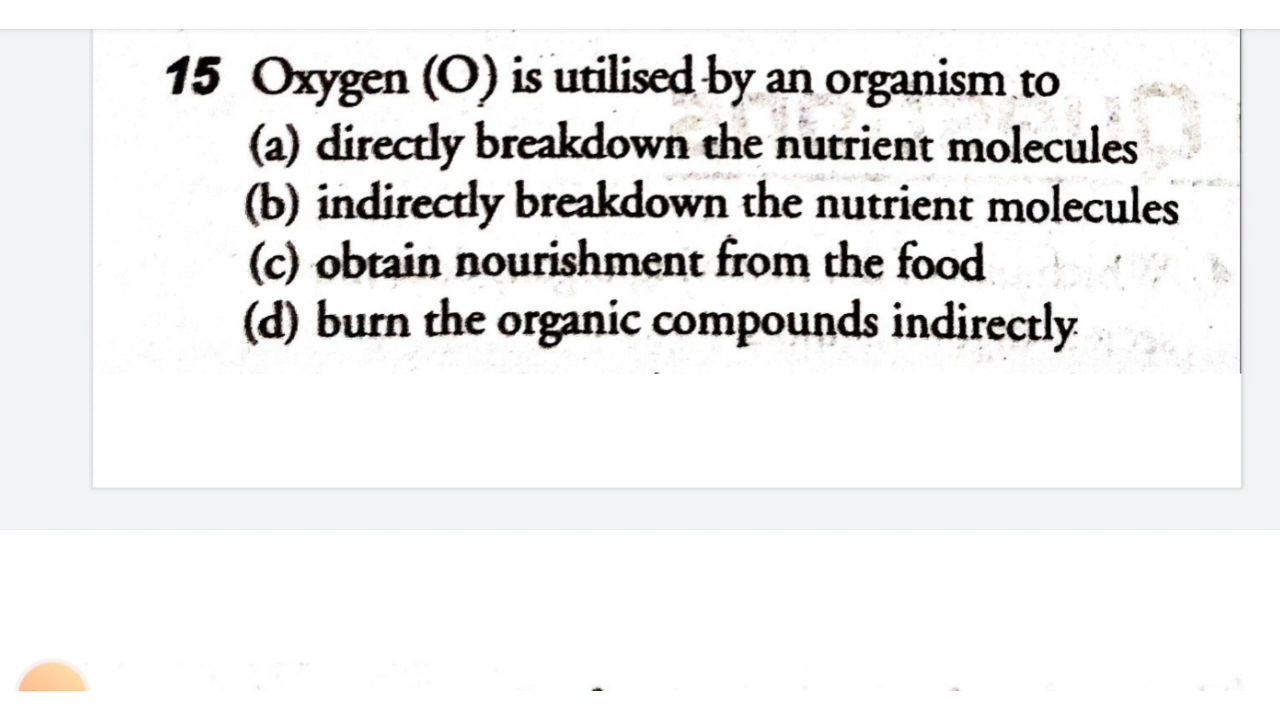 15 Oxygen (O) is utilised by an organism to
(a) directly breakdown the nutrient molecules
(b) indirectly breakdown the nutrient molecules
(c) obtain nourishment from the food
(d) burn the organic compounds indirectly